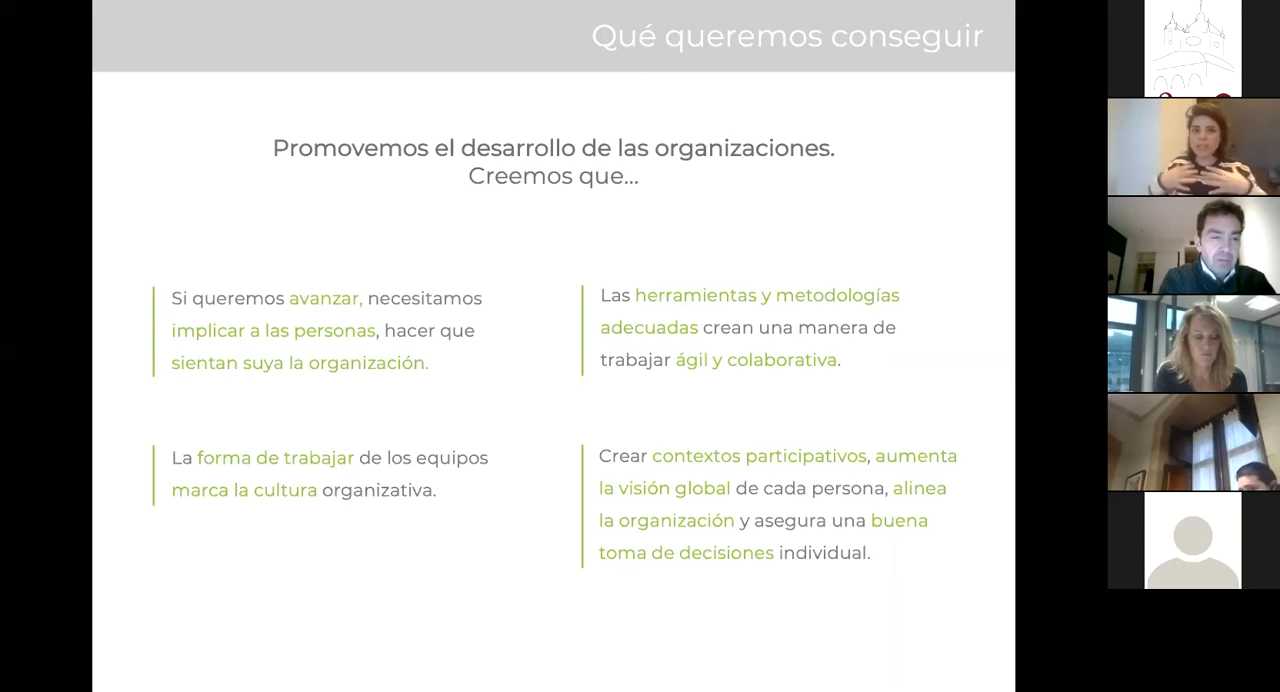 Qué queremos conseguir
Promovemos el desarrollo de las organizaciones.
Creemos que...
Si queremos avanzar, necesitamos
implicar a las personas, hacer que
sientan suya la organización.
Las herramientas y metodologías
adecuadas crean una manera de
trabajar ágil y colaborativa.
La forma de trabajar de los equipos
marca la cultura organizativa.
Crear contextos participativos, aumenta
la visión global de cada persona, alinea
la organización y asegura una buena
toma de decisiones individual.